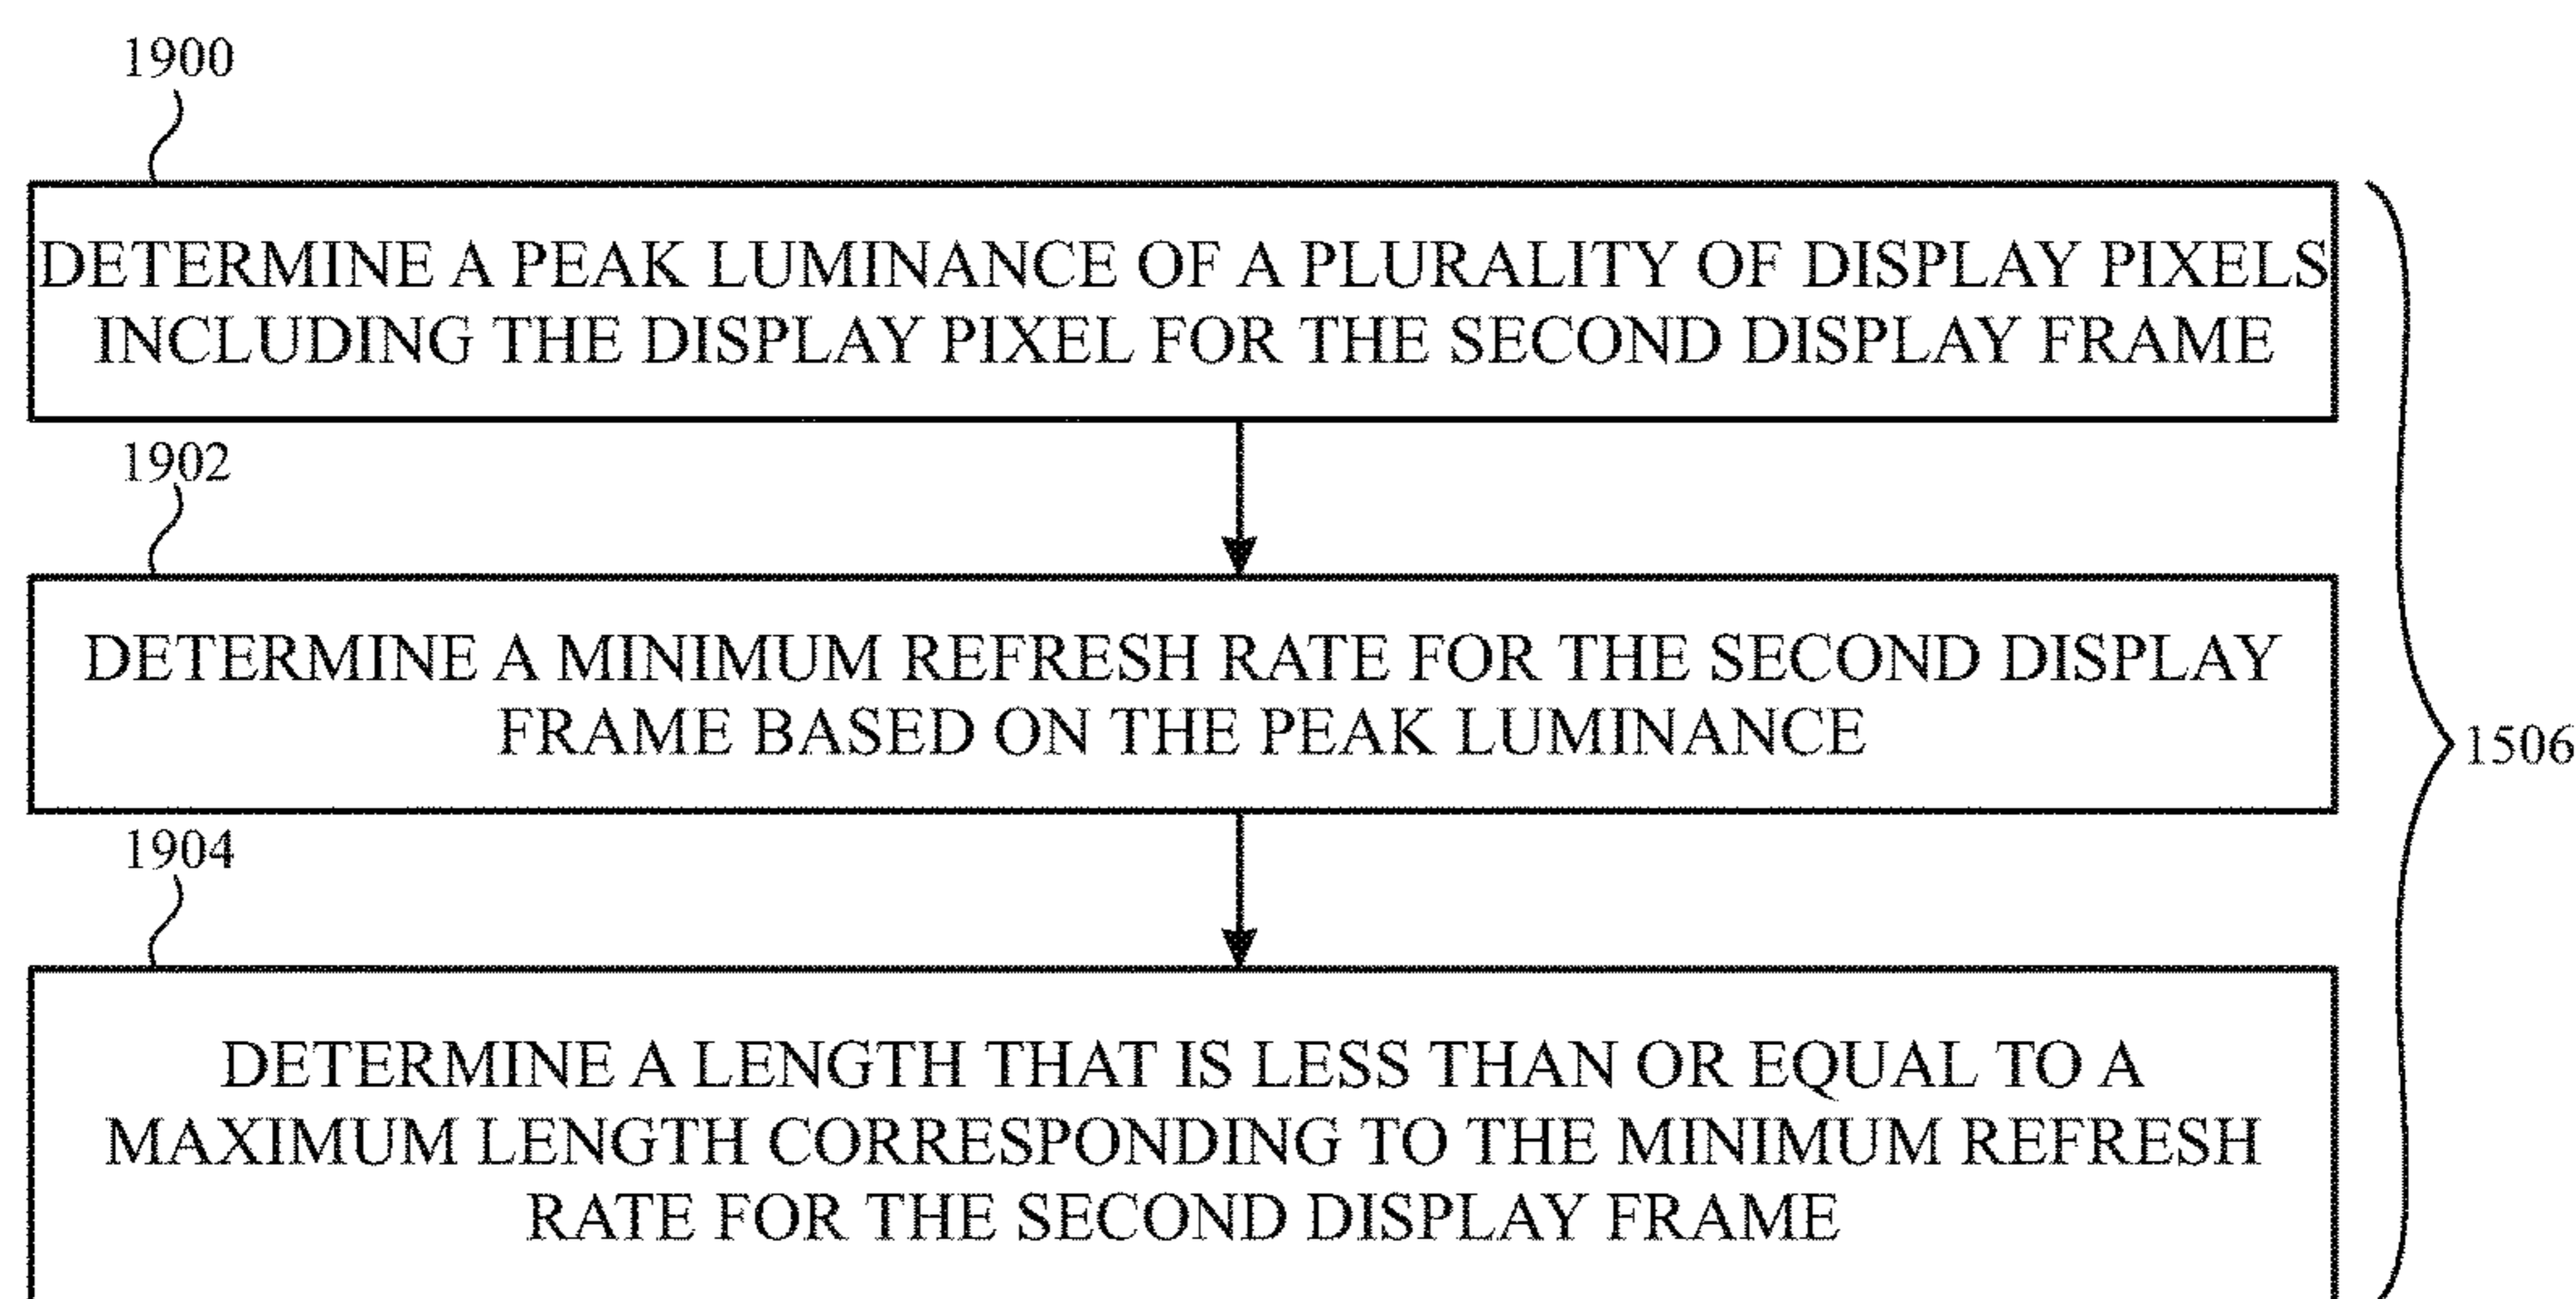 1900
DETERMINE A PEAK LUMINANCE OF A PLURALITY OF DISPLAY PIXELS
INCLUDING THE DISPLAY PIXEL FOR THE SECOND DISPLAY FRAME
1902
DETERMINE A MINIMUM REFRESH RATE FOR THE SECOND DISPLAY
FRAME BASED ON THE PEAK LUMINANCE
1506
1904
DETERMINE A LENGTH THAT IS LESS THAN OR EQUAL TO A
MAXIMUM LENGTH CORRESPONDING TO THE MINIMUM REFRESH
RATE FOR THE SECOND DISPLAY FRAME